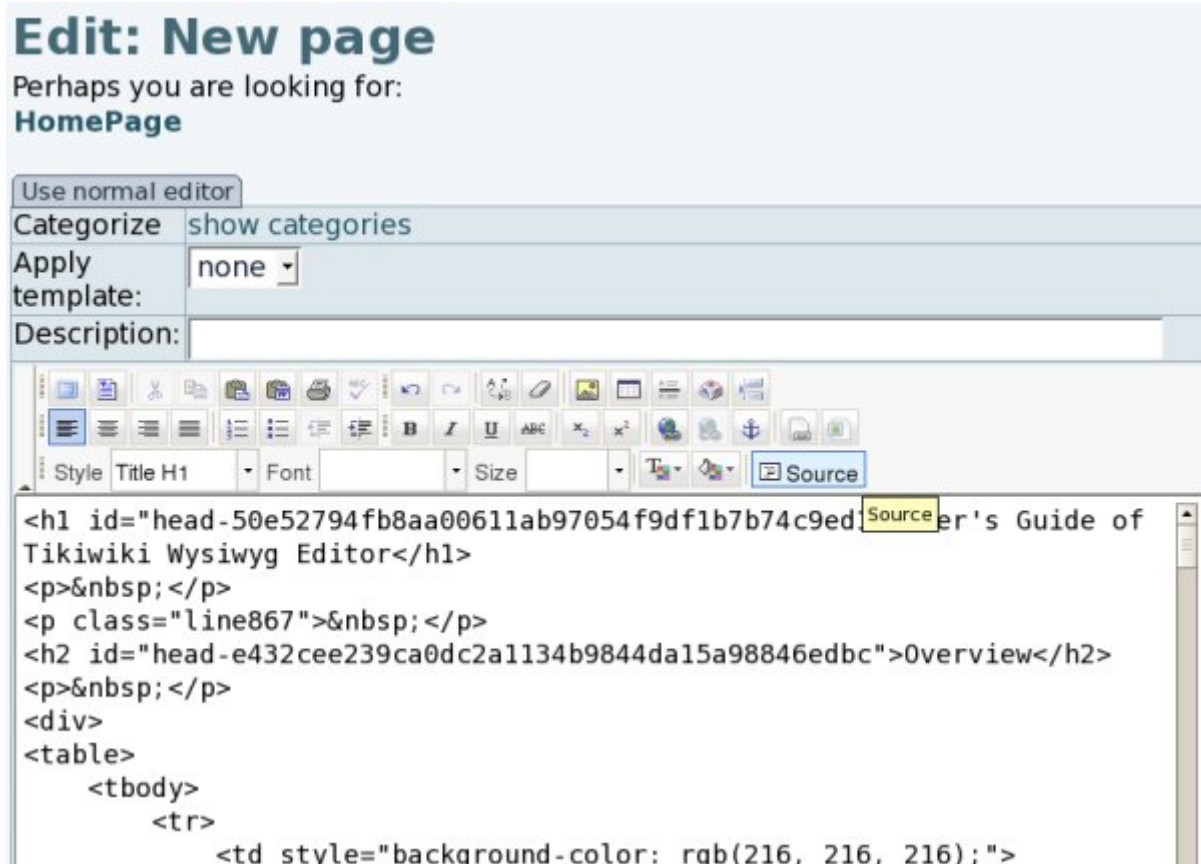 Edit: New page
Perhaps you are looking for:
HomePage
Use normal editor
Categorize show categories
Apply template: none
Description:
B I U ABC x₂ x²
Style Title H1 Font Size Source
<h1 id="head-50e52794fb8aa00611ab97054f9df1b7b74c9ed er's Guide of
Source
Tikiwiki Wysiwyg Editor</h1>
<p>&nbsp;</p>
<p class="line867">&nbsp;</p>
<h2 id="head-e432cee239ca0dc2a1134b9844da15a98846edbc">Overview</h2>
<p>&nbsp;</p>
<div>
<table>
<tbody>
<tr>
<td style="background-color: rgb(216, 216, 216);">